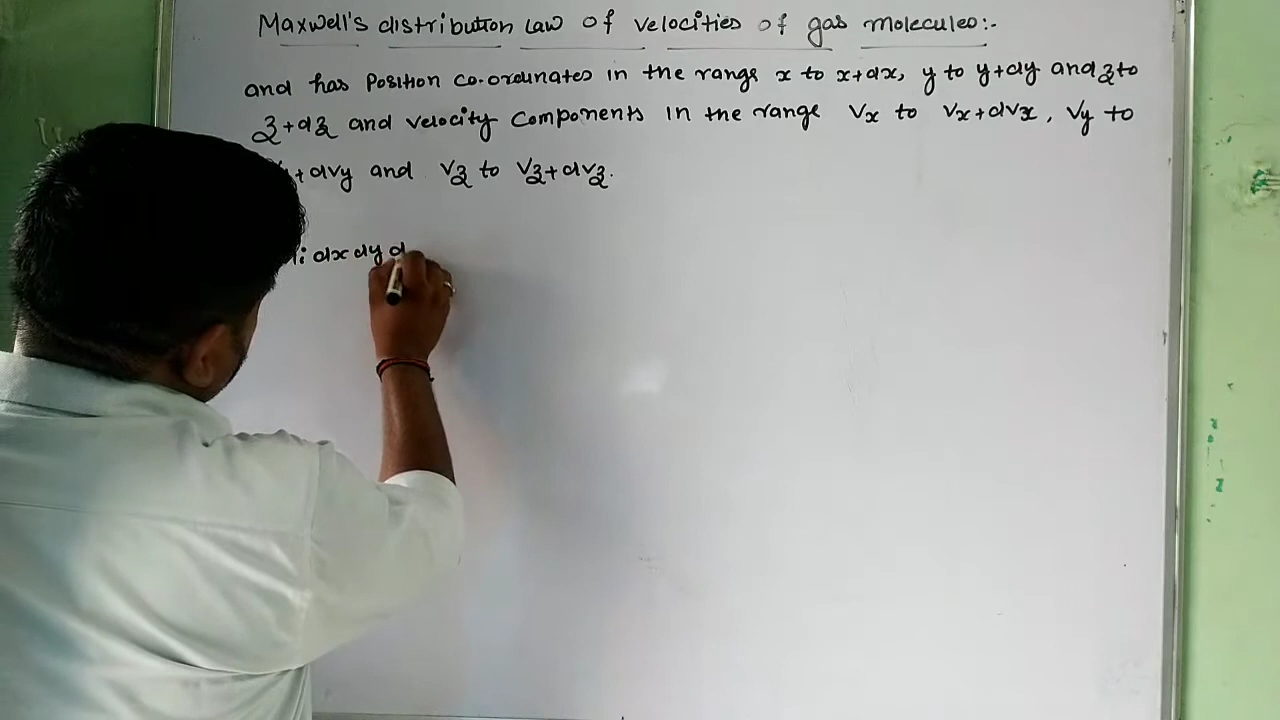 Maxwell's distribution law of velocities of gas molecules:-
and has position co-ordinates in the range x to x+dx, y to y+dy and z to
z+dz and velocity components in the range Vx to Vx+dvx, Vy to
+dvy and Vz to Vz+dvz.
i dx dy d